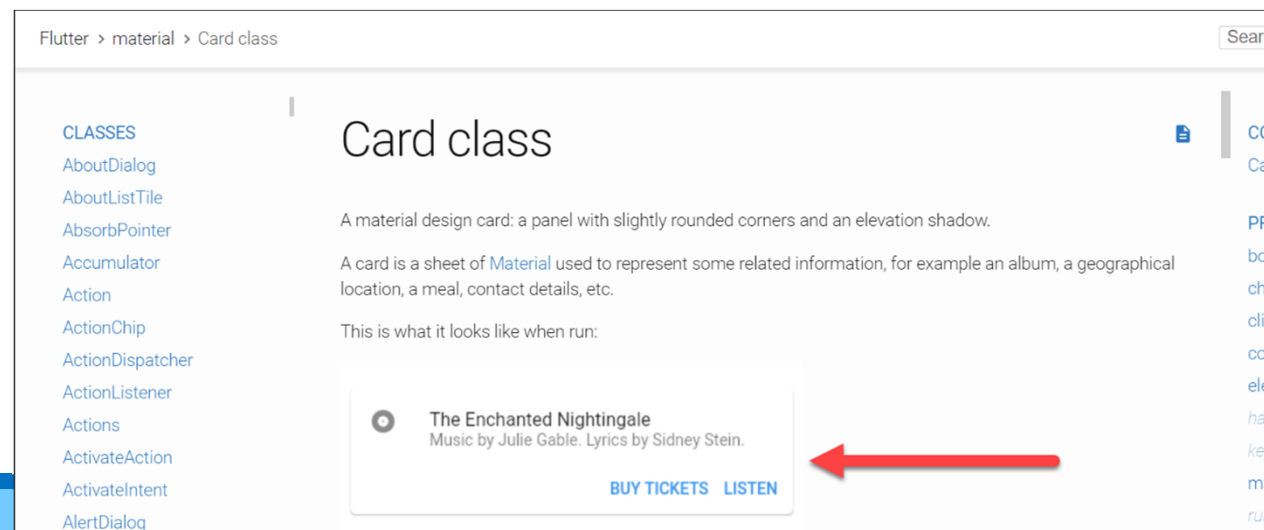 Flutter > material > Card class
CLASSES
AboutDialog
AboutListTile
AbsorbPointer
Accumulator
Action
ActionChip
ActionDispatcher
ActionListener
Actions
ActivateAction
ActivateIntent
AlertDialog
Card class
A material design card: a panel with slightly rounded corners and an elevation shadow.
A card is a sheet of Material used to represent some related information, for example an album, a geographical
location, a meal, contact details, etc.
This is what it looks like when run:
The Enchanted Nightingale
Music by Julie Gable. Lyrics by Sidney Stein.
BUY TICKETS LISTEN